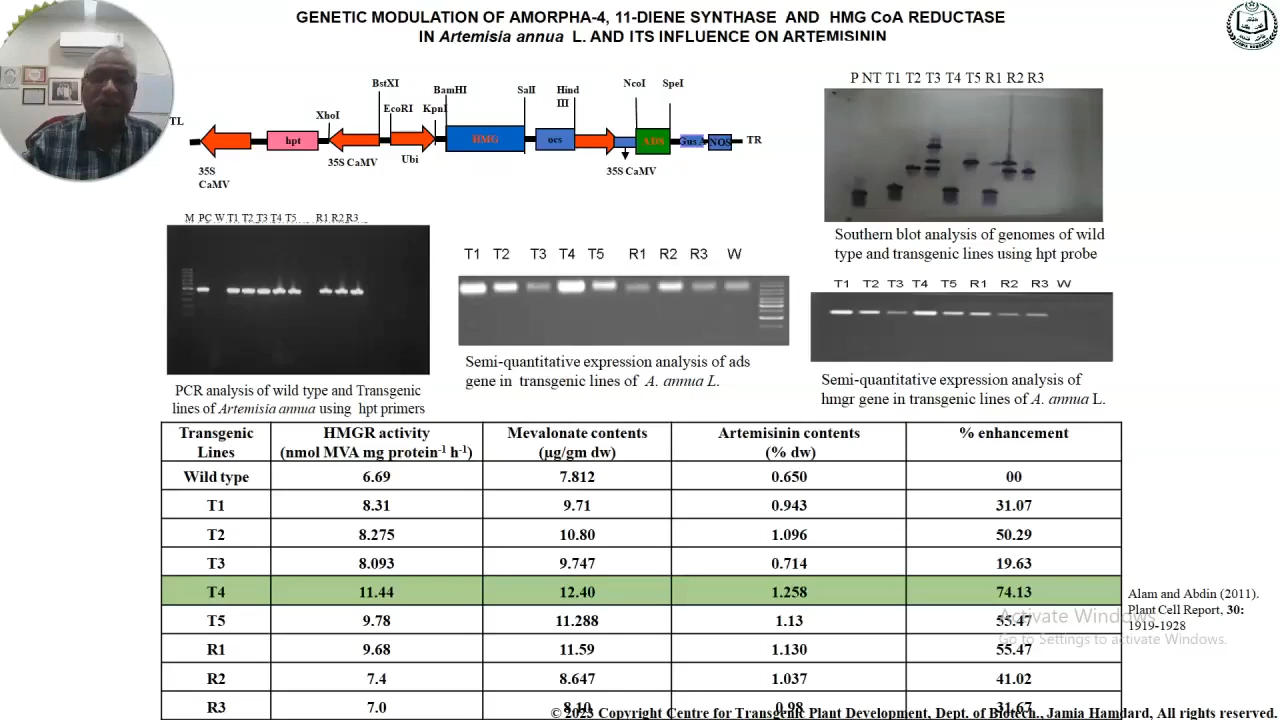 GENETIC MODULATION OF AMORPHA-4, 11-DIENE SYNTHASE AND HMG CoA REDUCTASE
IN Artemisia annua L. AND ITS INFLUENCE ON ARTEMISININ
TL
35S
CaMV
hpt
XhoI
35S CaMV
BstXI
EcoRI
Ubi
KpnI
BamHI
HMG
SalI
ocs
Hind
III
35S CaMV
NcoI
ADS
SpeI
Gus A
NOS
TR
P NT T1 T2 T3 T4 T5 R1 R2 R3
Southern blot analysis of genomes of wild
type and transgenic lines using hpt probe
M PC W T1 T2 T3 T4 T5 R1 R2 R3
PCR analysis of wild type and Transgenic
lines of Artemisia annua using hpt primers
T1 T2 T3 T4 T5 R1 R2 R3 W
Semi-quantitative expression analysis of ads
gene in transgenic lines of A. annua L.
T1 T2 T3 T4 T5 R1 R2 R3 W
Semi-quantitative expression analysis of
hmgr gene in transgenic lines of A. annua L.
Transgenic Lines HMGR activity (nmol MVA mg protein⁻¹ h⁻¹) Mevalonate contents (µg/gm dw) Artemisinin contents (% dw) % enhancement
Wild type 6.69 7.812 0.650 00
T1 8.31 9.71 0.943 31.07
T2 8.275 10.80 1.096 50.29
T3 8.093 9.747 0.714 19.63
T4 11.44 12.40 1.258 74.13
T5 9.78 11.288 1.13 55.47
R1 9.68 11.59 1.130 55.47
R2 7.4 8.647 1.037 41.02
R3 7.0 8.10 0.98 31.67
Alam and Abdin (2011).
Plant Cell Report, 30:
1919-1928
Activate Windows
Go to Settings to activate Windows.
© 2023 Copyright Centre for Transgenic Plant Development, Dept. of Biotech., Jamia Hamdard, All rights reserved